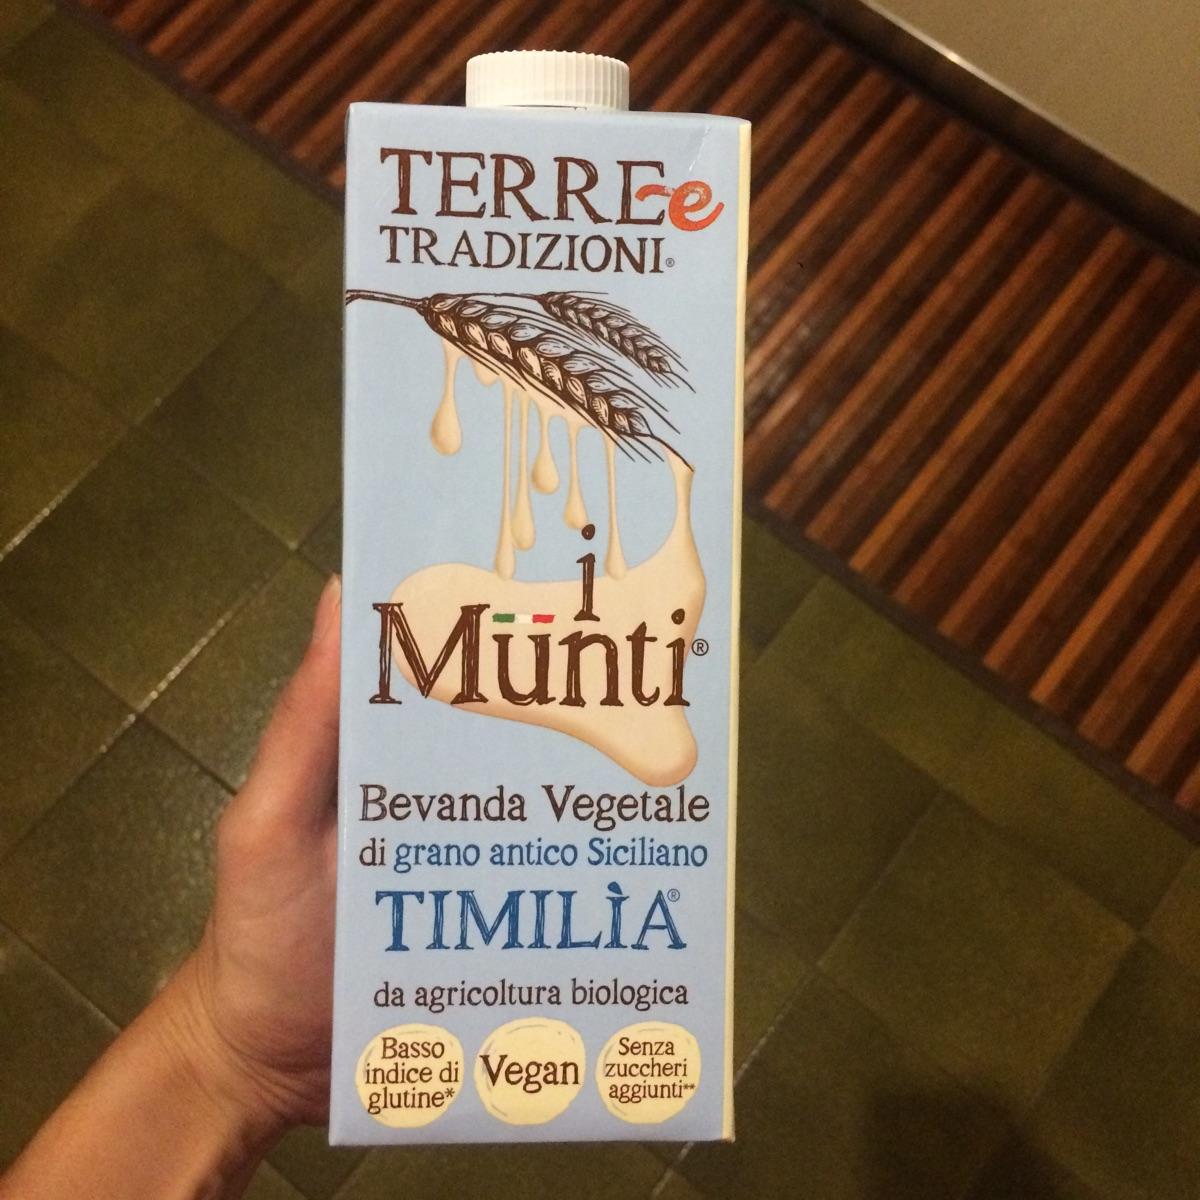 TERRE e
TRADIZIONI®
i
Munti®
Bevanda Vegetale
di grano antico Siciliano
TIMILÌA®
da agricoltura biologica
Basso
indice di
glutine*
Vegan
Senza
zuccheri
aggiunti**